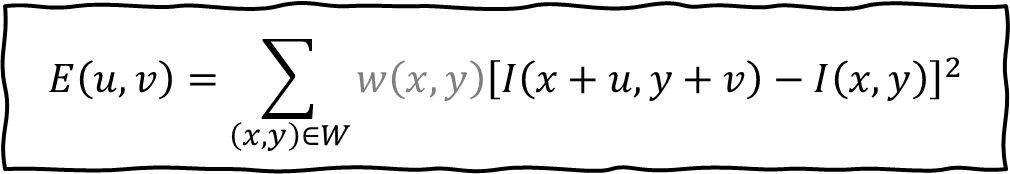 E(u, v) = ∑ w(x, y)[I(x + u, y + v) − I(x, y)]²
(x,y)∈W